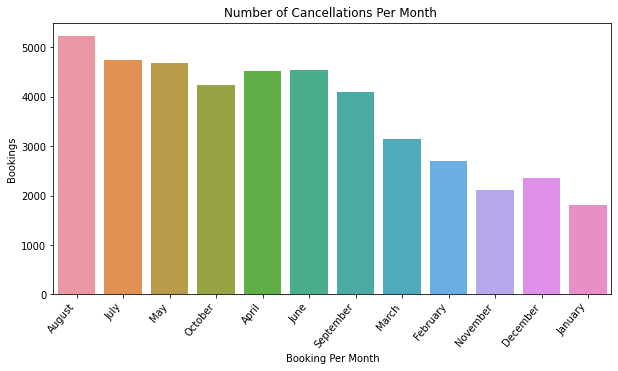 Number of Cancellations Per Month
Bookings
5000
4000
3000
2000
1000
0
August
July
May
October
April
June
September
March
February
November
December
January
Booking Per Month